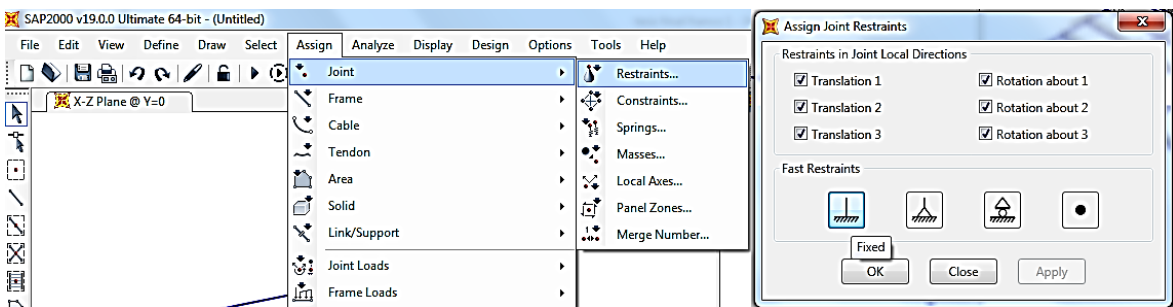 SAP2000 v19.0.0 Ultimate 64-bit - (Untitled)
File Edit View Define Draw Select Assign Analyze Display Design Options Tools Help
X-Z Plane @ Y=0
Joint
Frame
Cable
Tendon
Area
Solid
Link/Support
Joint Loads
Frame Loads
Restraints...
Constraints...
Springs...
Masses...
Local Axes...
Panel Zones...
Merge Number...
Assign Joint Restraints
Restraints in Joint Local Directions
Translation 1 Rotation about 1
Translation 2 Rotation about 2
Translation 3 Rotation about 3
Fast Restraints
Fixed
OK Close Apply